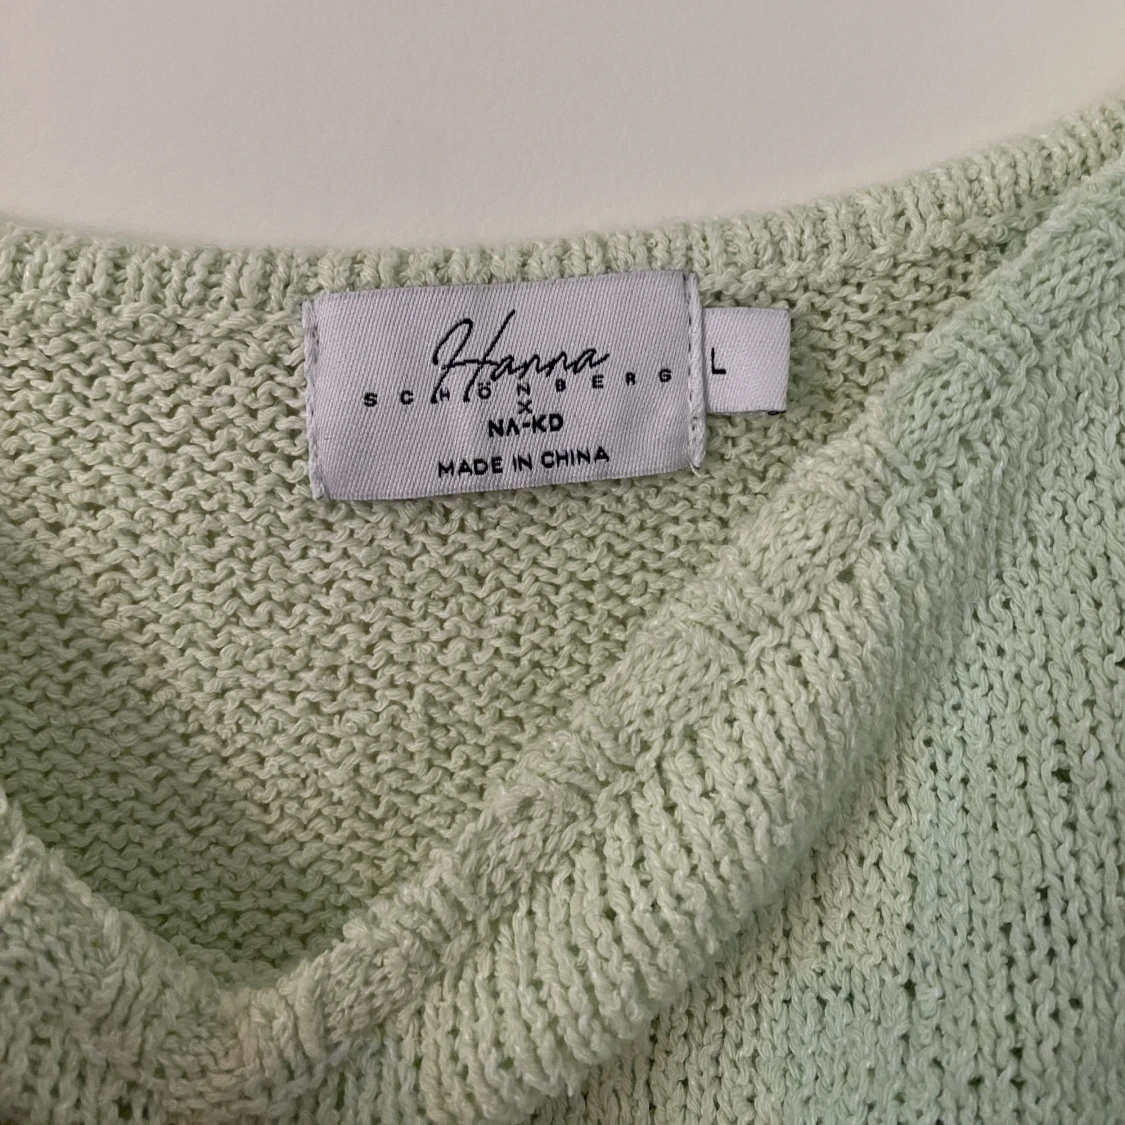 Hanna
SCHÖNBERG
X
NA-KD
MADE IN CHINA
L